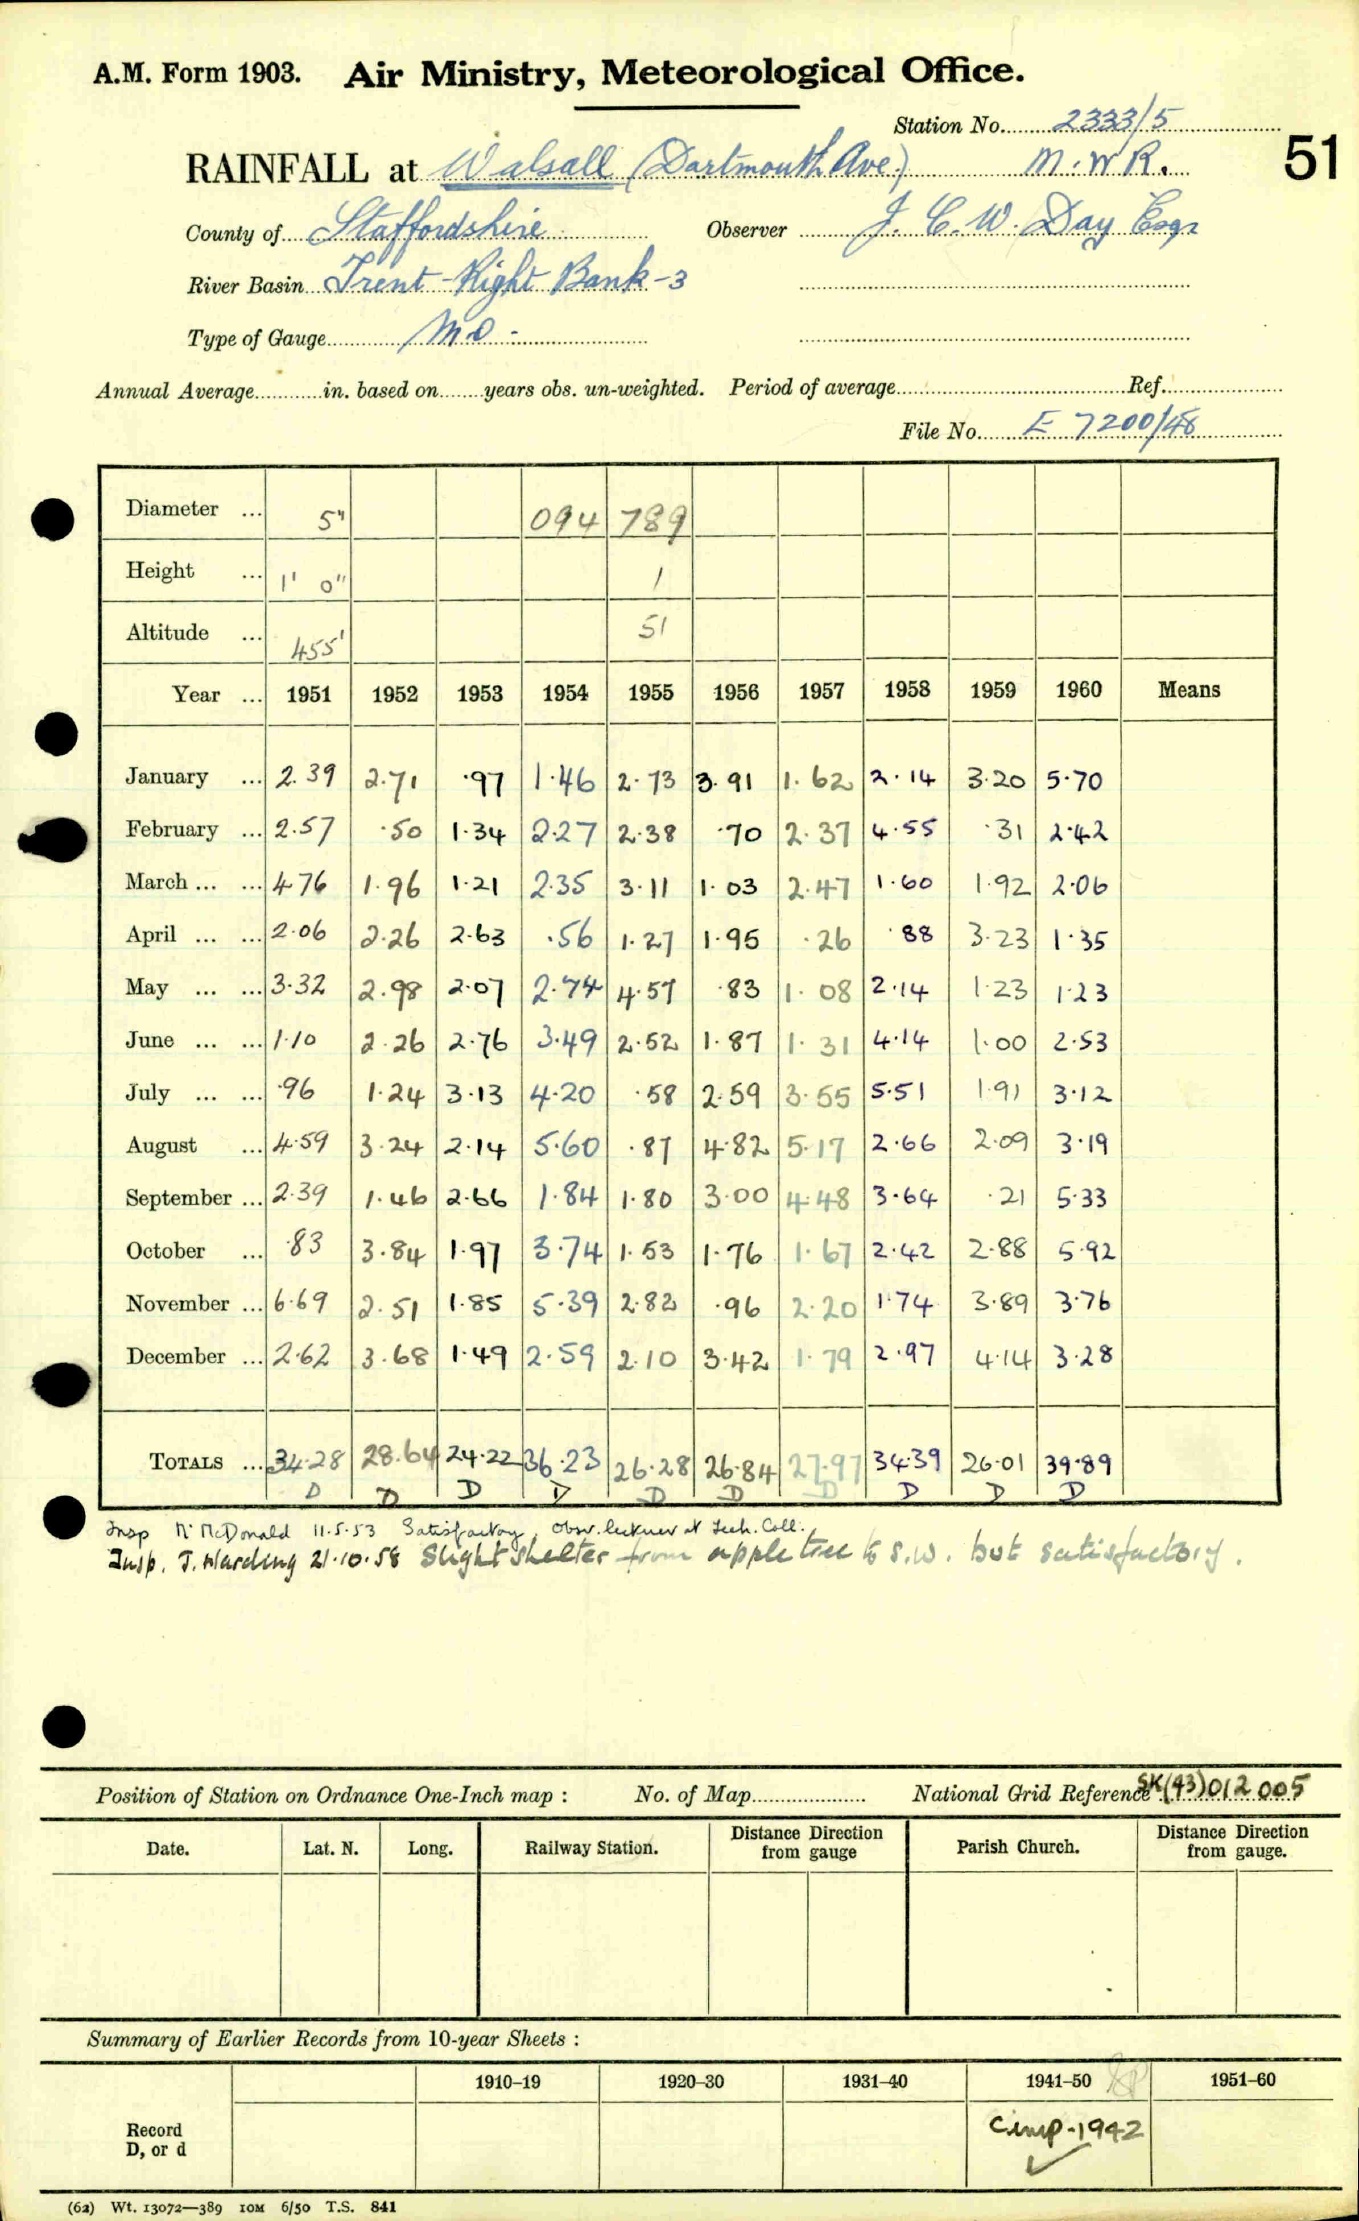 A.M. Form 1903. Air Ministry, Meteorological Office.
Station No. 2333/5
51
RAINFALL at Walsall (Dartmouth Ave.) M.W.R.
County of Staffordshire Observer J. C. W. Day Esqr
River Basin Trent - Right Bank - 3
Type of Gauge MO -
Annual Average in. based on years obs. un-weighted. Period of average Ref.
File No. E 7200/48
Diameter ... 5" 094 789
Height ... 1' 0" 1
Altitude ... 455' 51
Year ... 1951 1952 1953 1954 1955 1956 1957 1958 1959 1960 Means
January ... 2.39 2.71 .97 1.46 2.73 3.91 1.62 2.14 3.20 5.70
February ... 2.57 .50 1.34 2.27 2.38 .70 2.37 4.55 .31 2.42
March ... ... 4.76 1.96 1.21 2.35 3.11 1.03 2.47 1.60 1.92 2.06
April ... ... 2.06 2.26 2.63 .56 1.27 1.95 .26 .88 3.23 1.35
May ... ... 3.32 2.98 2.07 2.74 4.57 .83 1.08 2.14 1.23 1.23
June ... ... 1.10 2.26 2.76 3.49 2.52 1.87 1.31 4.14 1.00 2.53
July ... ... .96 1.24 3.13 4.20 .58 2.59 3.55 5.51 1.91 3.12
August ... 4.59 3.24 2.14 5.60 .87 4.82 5.17 2.66 2.09 3.19
September ... 2.39 1.46 2.66 1.84 1.80 3.00 4.48 3.64 .21 5.33
October ... .83 3.84 1.97 3.74 1.53 1.76 1.67 2.42 2.88 5.92
November ... 6.69 2.51 1.85 5.39 2.82 .96 2.20 1.74 3.89 3.76
December ... 2.62 3.68 1.49 2.59 2.10 3.42 1.79 2.97 4.14 3.28
TOTALS ... 34.28 28.64 24.22 36.23 26.28 26.84 27.97 34.39 26.01 39.89
D D D D D D D D D D
Insp Mr McDonald 11.5.53 Satisfactory. Obsr. lecturer at Tech. Coll.
Insp. J. Harding 21.10.58 Slight shelter from apple tree to S.W. but satisfactory.
Position of Station on Ordnance One-Inch map : No. of Map National Grid Reference SK(43)012 005
Date. Lat. N. Long. Railway Station. Distance from Direction gauge Parish Church. Distance from Direction gauge.
Summary of Earlier Records from 10-year Sheets :
1910–19 1920–30 1931–40 1941–50 1951–60
Record
D, or d
Cimp-1942
(62) Wt. 13072—389 10M 6/50 T.S. 841